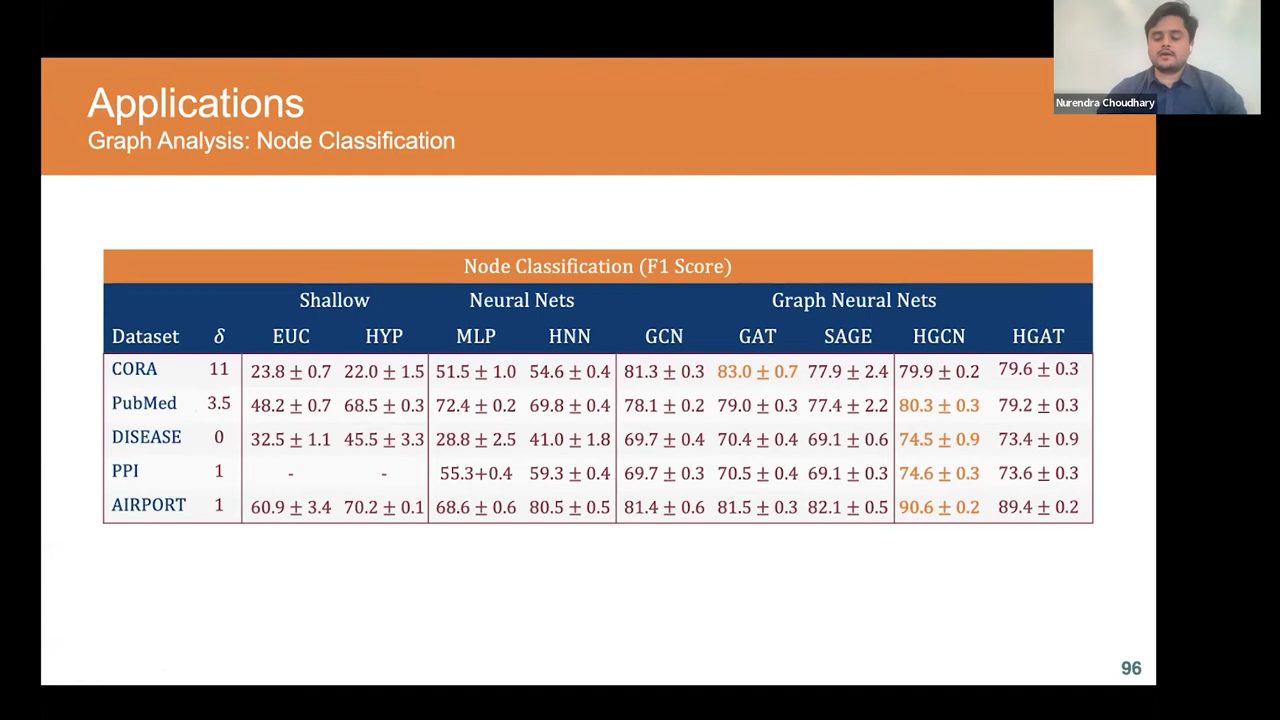 Applications
Graph Analysis: Node Classification
Nurendra Choudhary
Node Classification (F1 Score)
Shallow Neural Nets Graph Neural Nets
Dataset δ EUC HYP MLP HNN GCN GAT SAGE HGCN HGAT
CORA 11 23.8 ± 0.7 22.0 ± 1.5 51.5 ± 1.0 54.6 ± 0.4 81.3 ± 0.3 83.0 ± 0.7 77.9 ± 2.4 79.9 ± 0.2 79.6 ± 0.3
PubMed 3.5 48.2 ± 0.7 68.5 ± 0.3 72.4 ± 0.2 69.8 ± 0.4 78.1 ± 0.2 79.0 ± 0.3 77.4 ± 2.2 80.3 ± 0.3 79.2 ± 0.3
DISEASE 0 32.5 ± 1.1 45.5 ± 3.3 28.8 ± 2.5 41.0 ± 1.8 69.7 ± 0.4 70.4 ± 0.4 69.1 ± 0.6 74.5 ± 0.9 73.4 ± 0.9
PPI 1 - - 55.3+0.4 59.3 ± 0.4 69.7 ± 0.3 70.5 ± 0.4 69.1 ± 0.3 74.6 ± 0.3 73.6 ± 0.3
AIRPORT 1 60.9 ± 3.4 70.2 ± 0.1 68.6 ± 0.6 80.5 ± 0.5 81.4 ± 0.6 81.5 ± 0.3 82.1 ± 0.5 90.6 ± 0.2 89.4 ± 0.2
96